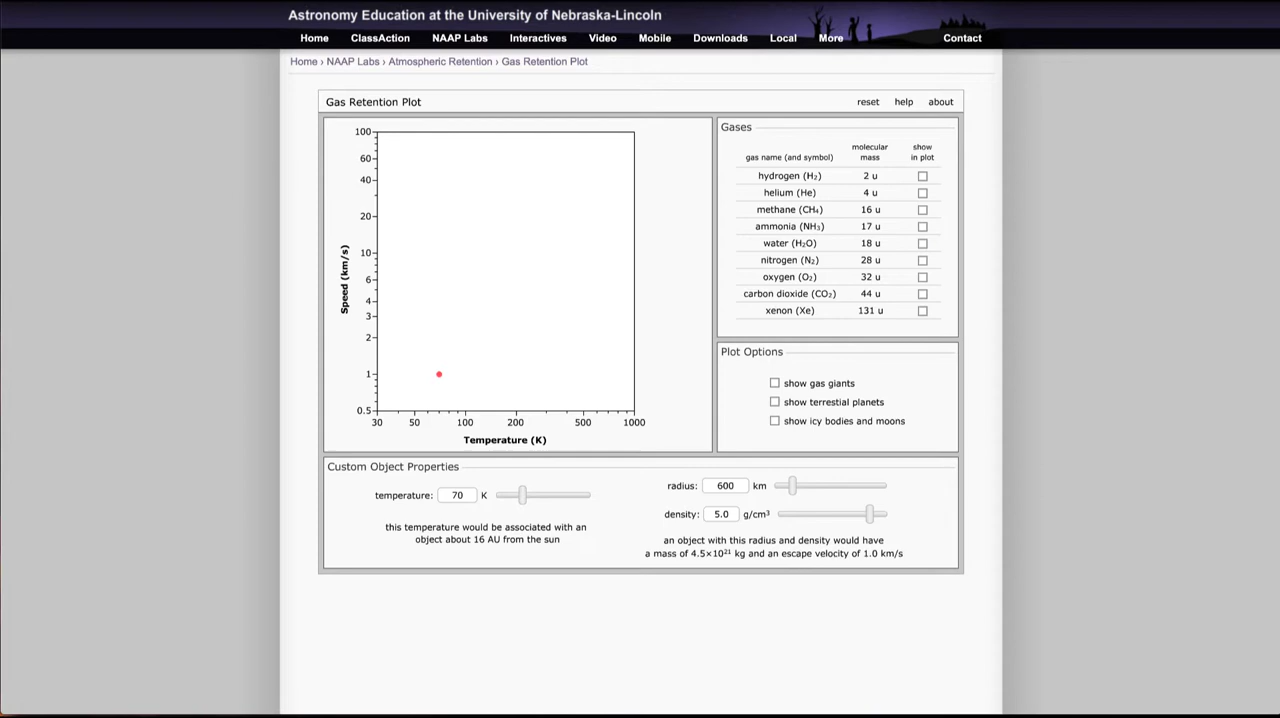 Astronomy Education at the University of Nebraska-Lincoln
Home ClassAction NAAP Labs Interactives Video Mobile Downloads Local More Contact
Home › NAAP Labs › Atmospheric Retention › Gas Retention Plot
Gas Retention Plot reset help about
100
60
40
20
10
6
4
3
2
1
0.5
Speed (km/s)
30 50 100 200 500 1000
Temperature (K)
Gases
gas name (and symbol) molecular mass show in plot
hydrogen (H₂) 2 u
helium (He) 4 u
methane (CH₄) 16 u
ammonia (NH₃) 17 u
water (H₂O) 18 u
nitrogen (N₂) 28 u
oxygen (O₂) 32 u
carbon dioxide (CO₂) 44 u
xenon (Xe) 131 u
Plot Options
show gas giants
show terrestial planets
show icy bodies and moons
Custom Object Properties
temperature: 70 K
this temperature would be associated with an
object about 16 AU from the sun
radius: 600 km
density: 5.0 g/cm³
an object with this radius and density would have
a mass of 4.5×10²¹ kg and an escape velocity of 1.0 km/s